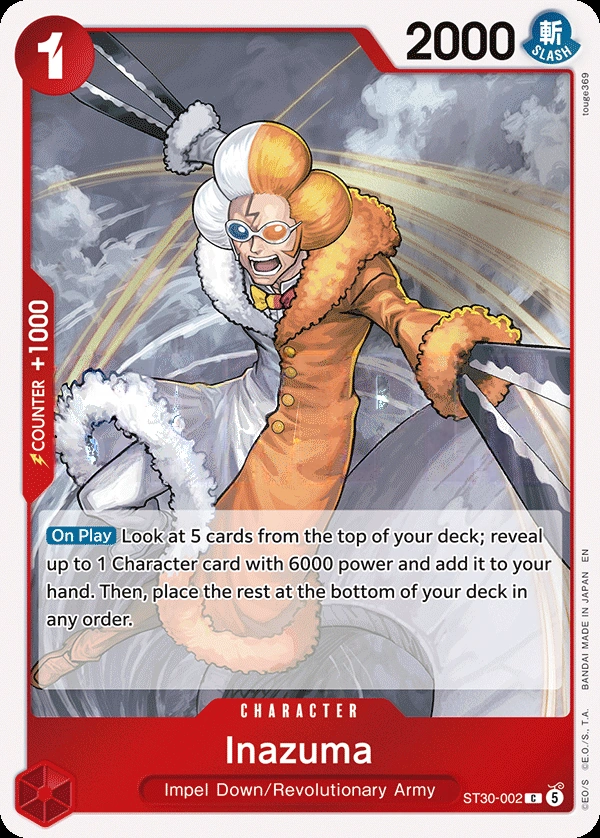 1
2000
斬
SLASH
touge369
COUNTER +1000
On Play Look at 5 cards from the top of your deck; reveal
up to 1 Character card with 6000 power and add it to your
hand. Then, place the rest at the bottom of your deck in
any order.
CHARACTER
Inazuma
Impel Down/Revolutionary Army
ST30-002 C 5
©EO/S ©E.O./S., T.A. BANDAI MADE IN JAPAN EN